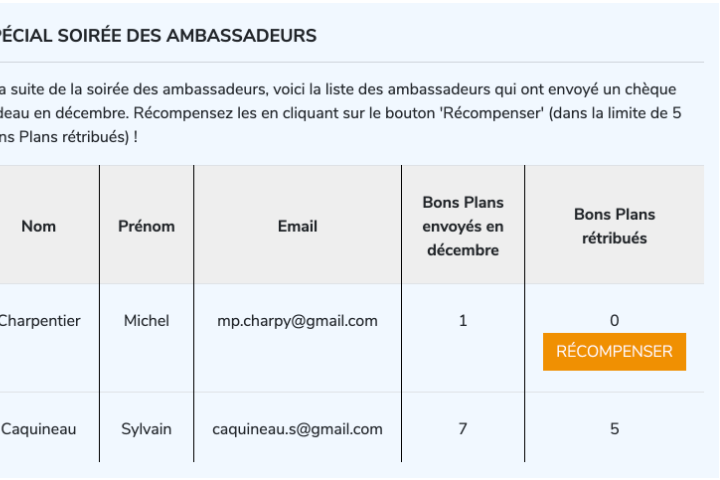 PÉCIAL SOIRÉE DES AMBASSADEURS
a suite de la soirée des ambassadeurs, voici la liste des ambassadeurs qui ont envoyé un chèque
deau en décembre. Récompensez les en cliquant sur le bouton 'Récompenser' (dans la limite de 5
ns Plans rétribués) !
Nom Prénom Email Bons Plans envoyés en décembre Bons Plans rétribués
Charpentier Michel mp.charpy@gmail.com 1 0
RÉCOMPENSER
Caquineau Sylvain caquineau.s@gmail.com 7 5